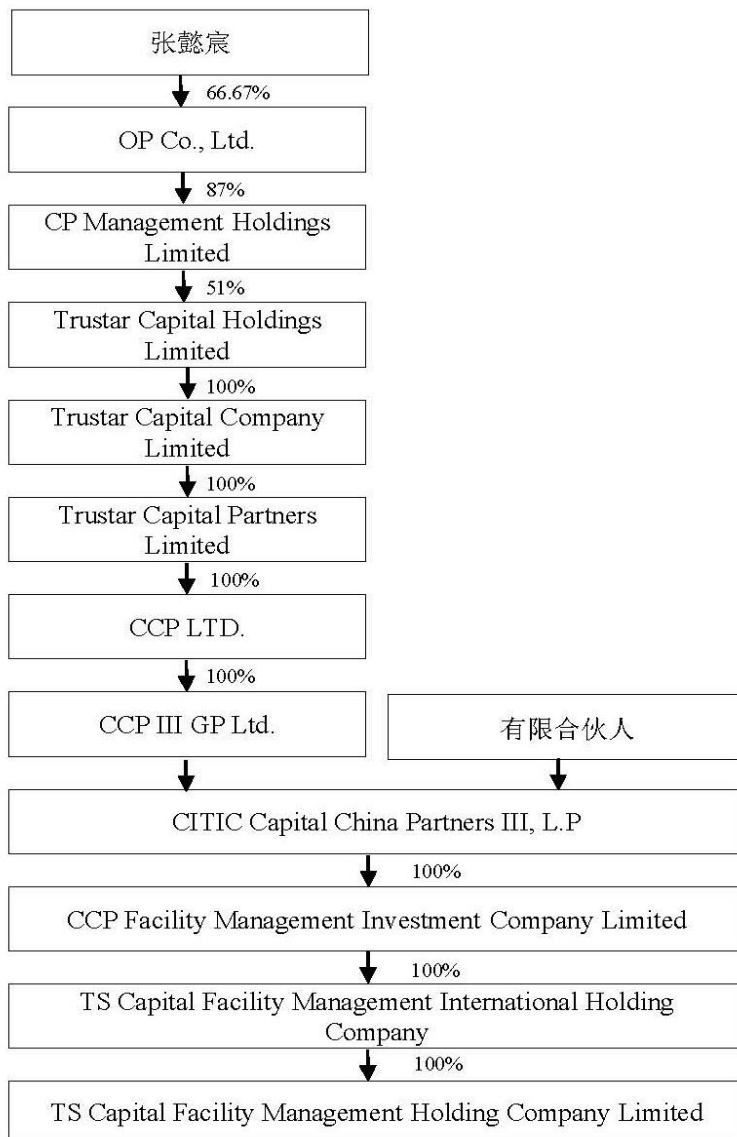 张懿宸
66.67%
OP Co., Ltd.
87%
CP Management Holdings
Limited
51%
Trustar Capital Holdings
Limited
100%
Trustar Capital Company
Limited
100%
Trustar Capital Partners
Limited
100%
CCP LTD.
100%
CCP III GP Ltd.
有限合伙人
CITIC Capital China Partners III, L.P
100%
CCP Facility Management Investment Company Limited
100%
TS Capital Facility Management International Holding
Company
100%
TS Capital Facility Management Holding Company Limited